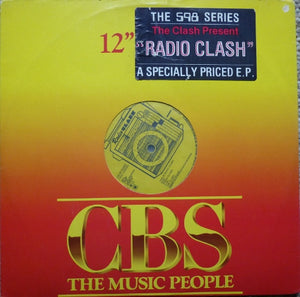 12"
THE 598 SERIES
The Clash Present
"RADIO CLASH"
A SPECIALLY PRICED E.P.
CBS
THE MUSIC PEOPLE